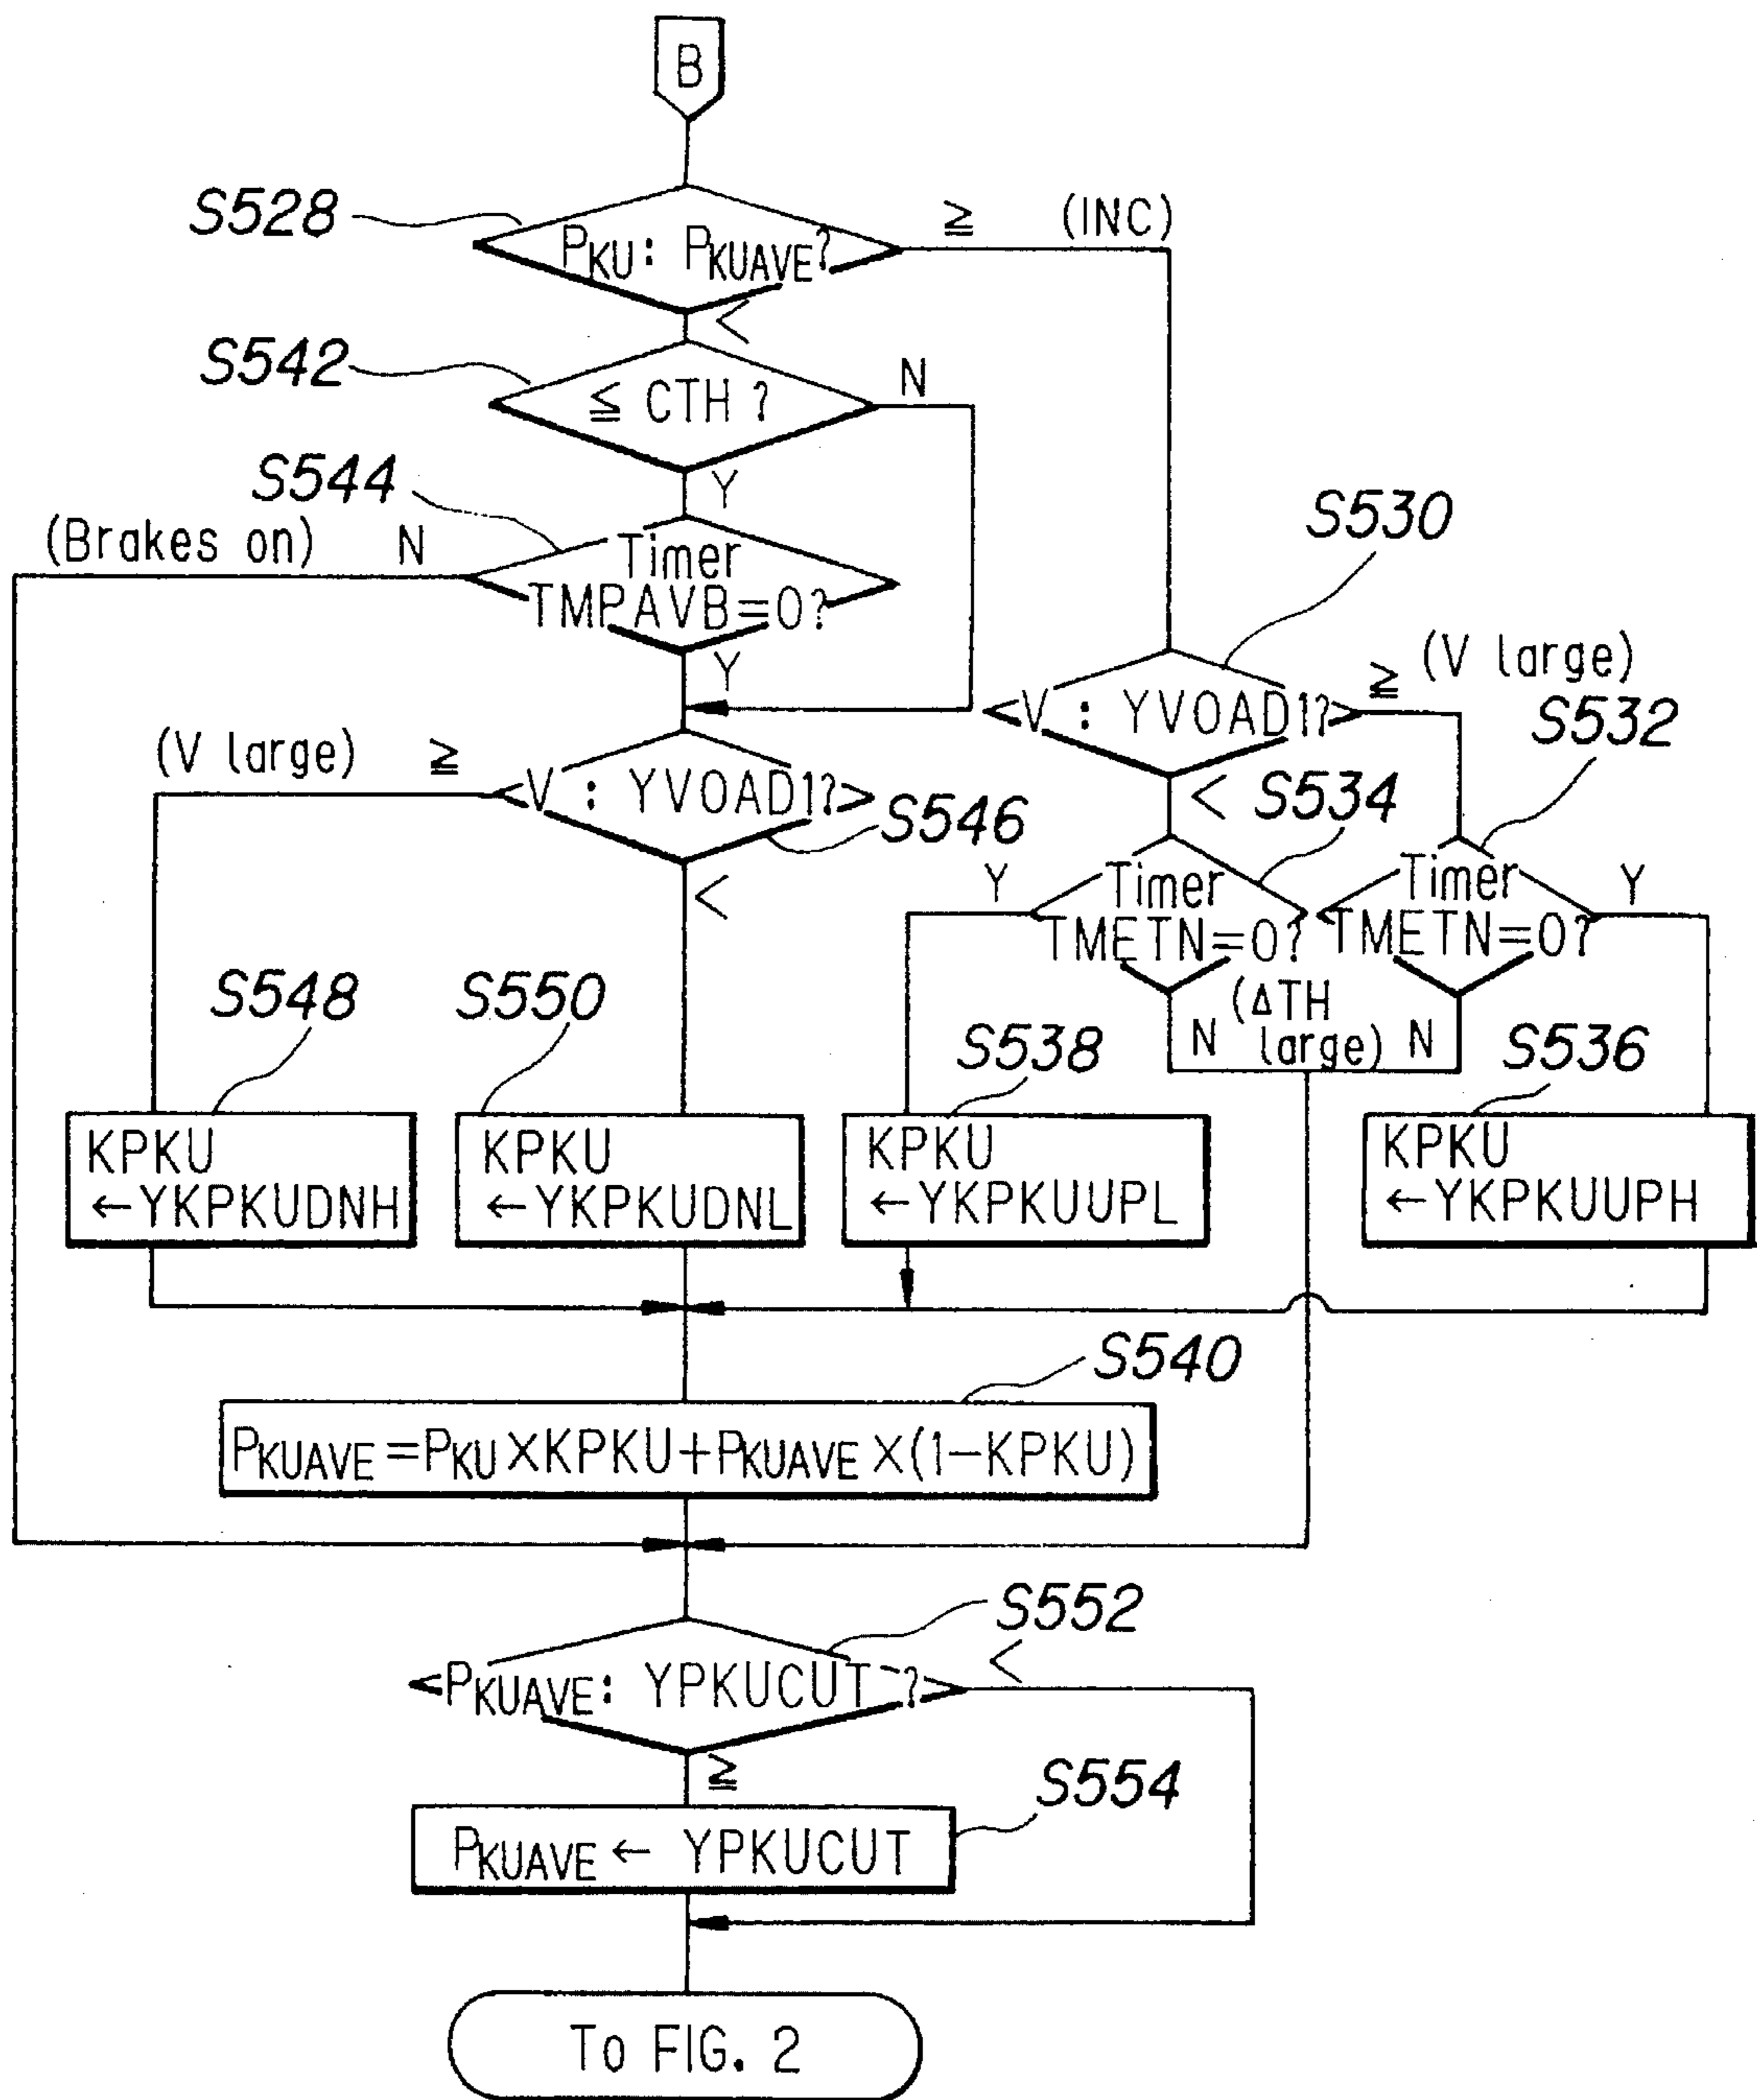 B
S528
PKU: PKUAVE?
≧ (INC)
<
S542
≦ CTH ?
N
Y
S544
(Brakes on) N
Timer
TMPAVB=0?
Y
S530
V : YVOAD1?
≧ (V large)
<
S532
S534
(V large) ≧
V : YVOAD1?
S546
<
Y
Timer
TMETN=0?
Timer
TMETN=0?
Y
(ΔTH
large)
N
N
S548
KPKU
←YKPKUDNH
S550
KPKU
←YKPKUDNL
S538
KPKU
←YKPKUUPL
S536
KPKU
←YKPKUUPH
S540
PKUAVE=PKU×KPKU+PKUAVE×(1-KPKU)
S552
PKUAVE: YPKUCUT ?
<
≧
S554
PKUAVE ← YPKUCUT
To FIG. 2